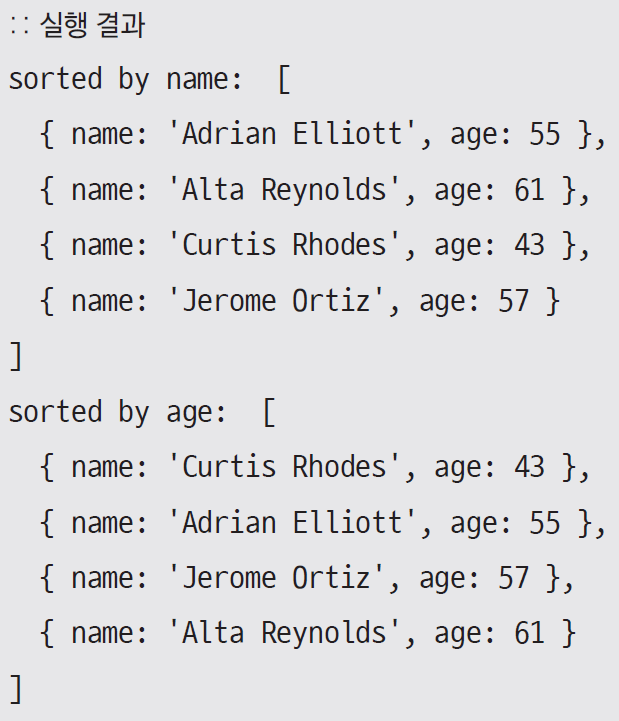 :: 실행 결과
sorted by name:  [
  { name: 'Adrian Elliott', age: 55 },
  { name: 'Alta Reynolds', age: 61 },
  { name: 'Curtis Rhodes', age: 43 },
  { name: 'Jerome Ortiz', age: 57 }
]
sorted by age:  [
  { name: 'Curtis Rhodes', age: 43 },
  { name: 'Adrian Elliott', age: 55 },
  { name: 'Jerome Ortiz', age: 57 },
  { name: 'Alta Reynolds', age: 61 }
]